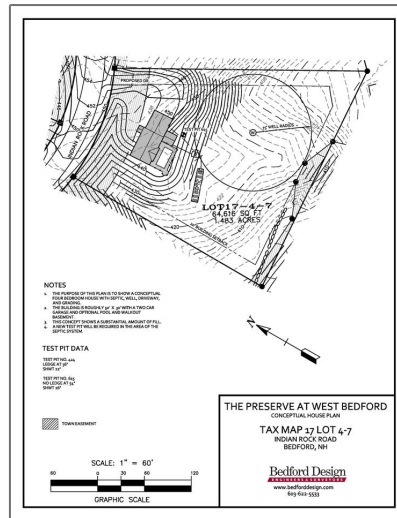 PROPOSED DR
452
INDIAN ROCK ROAD
TEST PIT
75' WELL RADIUS
LOT 17-4-7
64,616 SQ FT
1.483 ACRES
BUILDING SETBACK
420
420
NOTES
1. THE PURPOSE OF THIS PLAN IS TO SHOW A CONCEPTUAL
FOUR BEDROOM HOUSE WITH SEPTIC, WELL, DRIVEWAY,
AND GRADING.
2. THE BUILDING IS ROUGHLY 50' X 30' WITH A TWO CAR
GARAGE AND OPTIONAL POOL AND WALKOUT
BASEMENT.
3. THIS CONCEPT SHOWS A SUBSTANTIAL AMOUNT OF FILL.
4. A NEW TEST PIT WILL BE REQUIRED IN THE AREA OF THE
SEPTIC SYSTEM.
TEST PIT DATA
TEST PIT NO.
LEDGE AT
SHWT
TEST PIT NO.
NO LEDGE AT
SHWT
TOWN EASEMENT
SCALE: 1" = 60'
60 0 30 60 120
GRAPHIC SCALE
THE PRESERVE AT WEST BEDFORD
CONCEPTUAL HOUSE PLAN
TAX MAP 17 LOT 4-7
INDIAN ROCK ROAD
BEDFORD, NH
Bedford Design
ENGINEERS & SURVEYORS
www.bedforddesign.com
603-622-5533